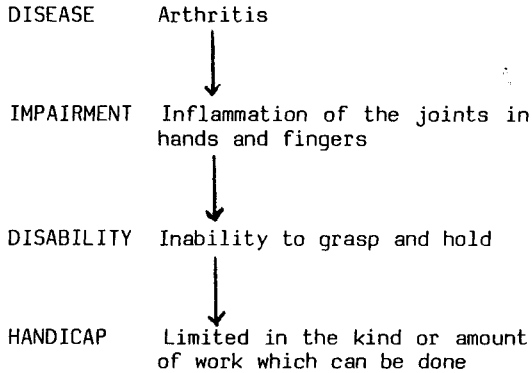 DISEASE Arthritis
IMPAIRMENT Inflammation of the joints in
hands and fingers
DISABILITY Inability to grasp and hold
HANDICAP Limited in the kind or amount
of work which can be done